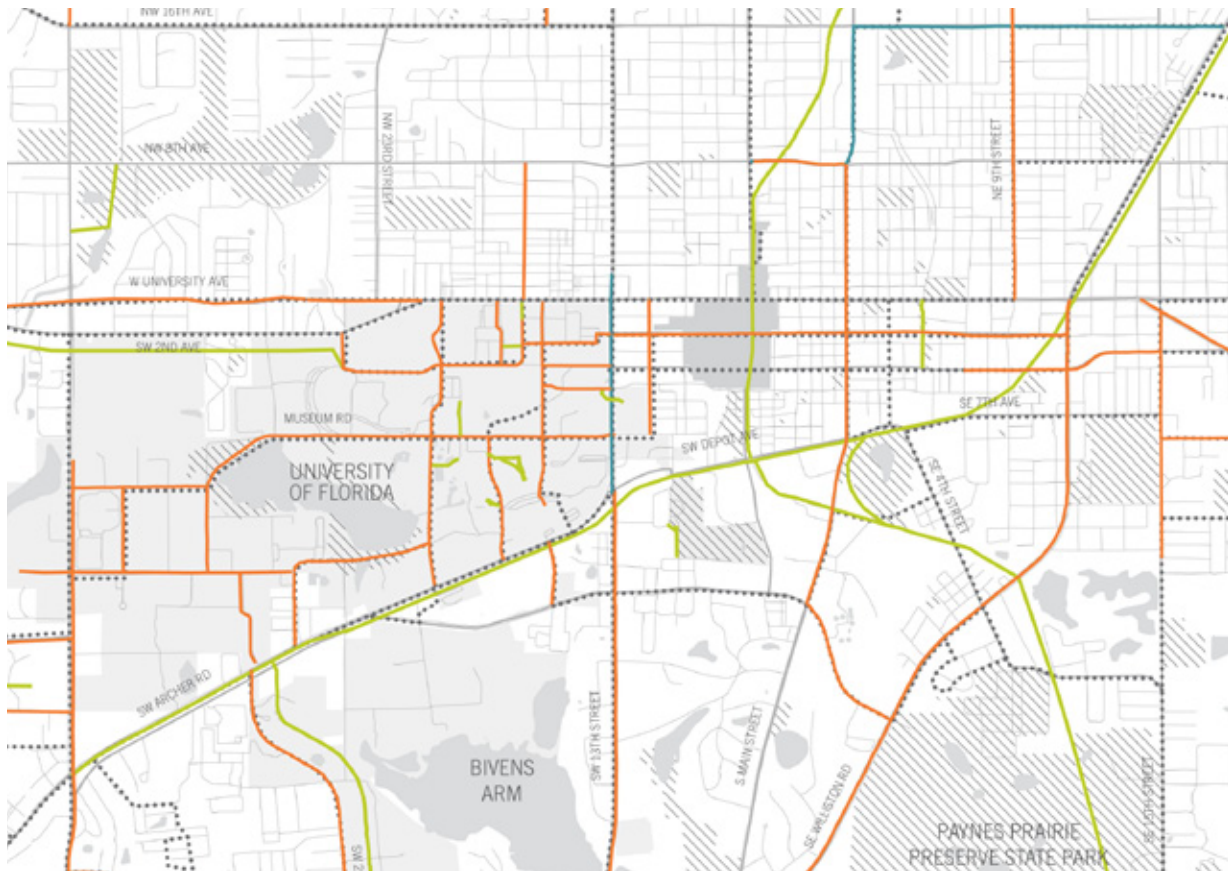 NW 16TH AVE
NW 8TH AVE
NW 23RD STREET
NE 9TH STREET
W UNIVERSITY AVE
SW 2ND AVE
MUSEUM RD
SE 7TH AVE
SW DEPOT AVE
UNIVERSITY
OF FLORIDA
SE 4TH STREET
SW ARCHER RD
SW 13TH STREET
S MAIN STREET
BIVENS
ARM
SE WILLISTON RD
SE 15TH STREET
PAYNES PRAIRIE
PRESERVE STATE PARK
SW 2